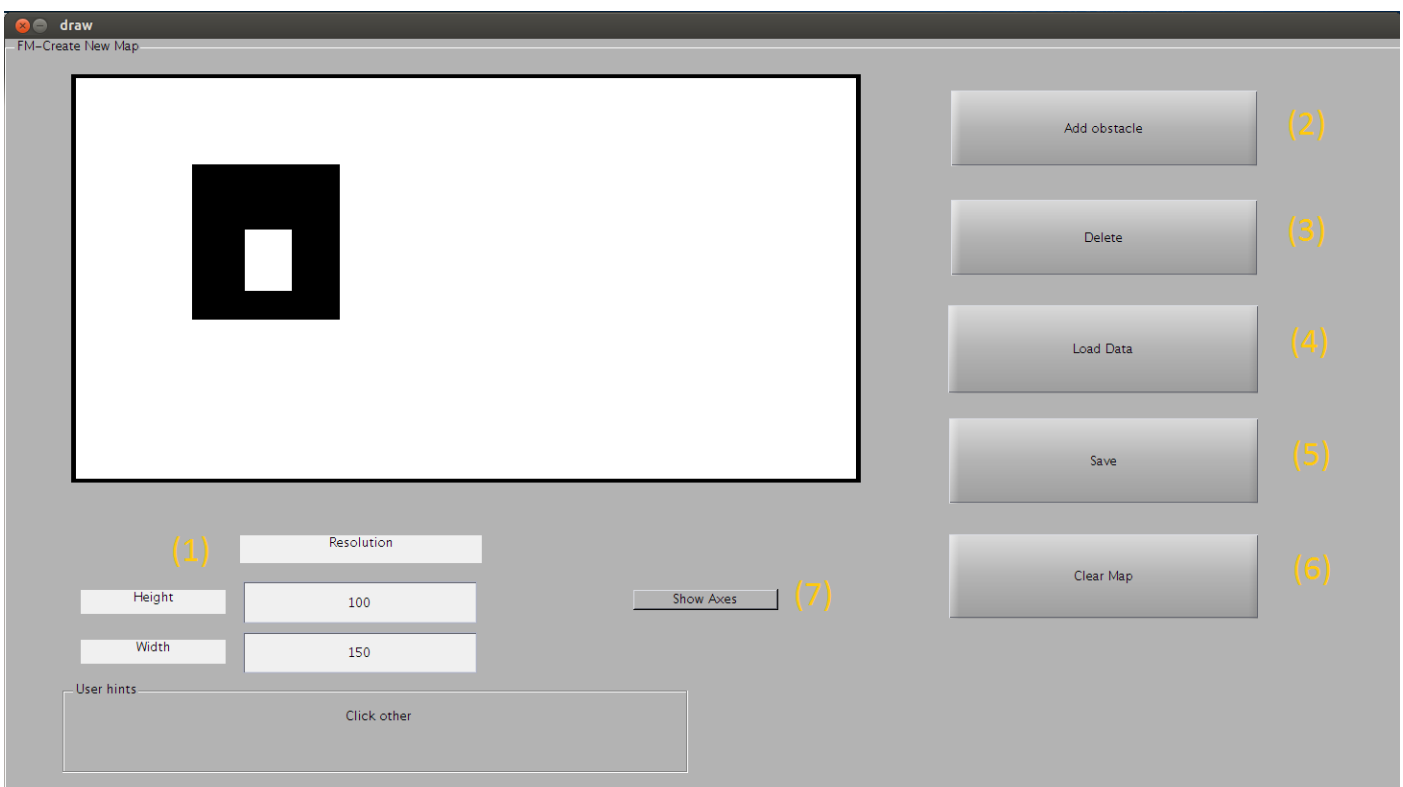 draw
FM-Create New Map
Add obstacle (2)
Delete (3)
Load Data (4)
Save (5)
(1) Resolution
Clear Map (6)
Height 100
Show Axes (7)
Width 150
User hints
Click other